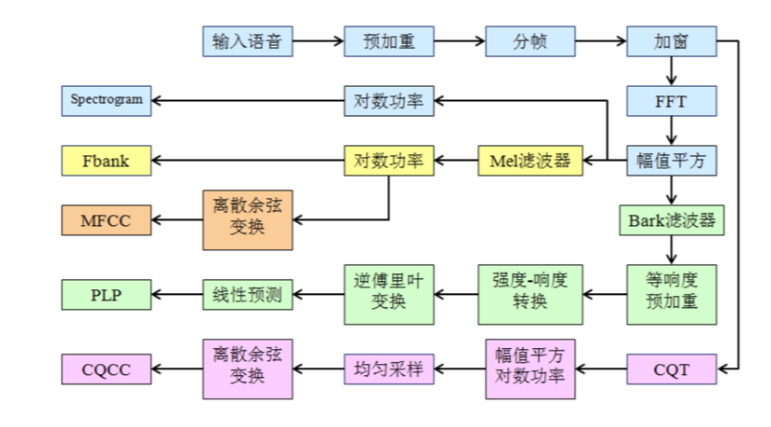 输入语音
预加重
分帧
加窗
Spectrogram
对数功率
FFT
Fbank
对数功率
Mel滤波器
幅值平方
MFCC
离散余弦
变换
Bark滤波器
PLP
线性预测
逆傅里叶
变换
强度-响度
转换
等响度
预加重
CQCC
离散余弦
变换
均匀采样
幅值平方
对数功率
CQT